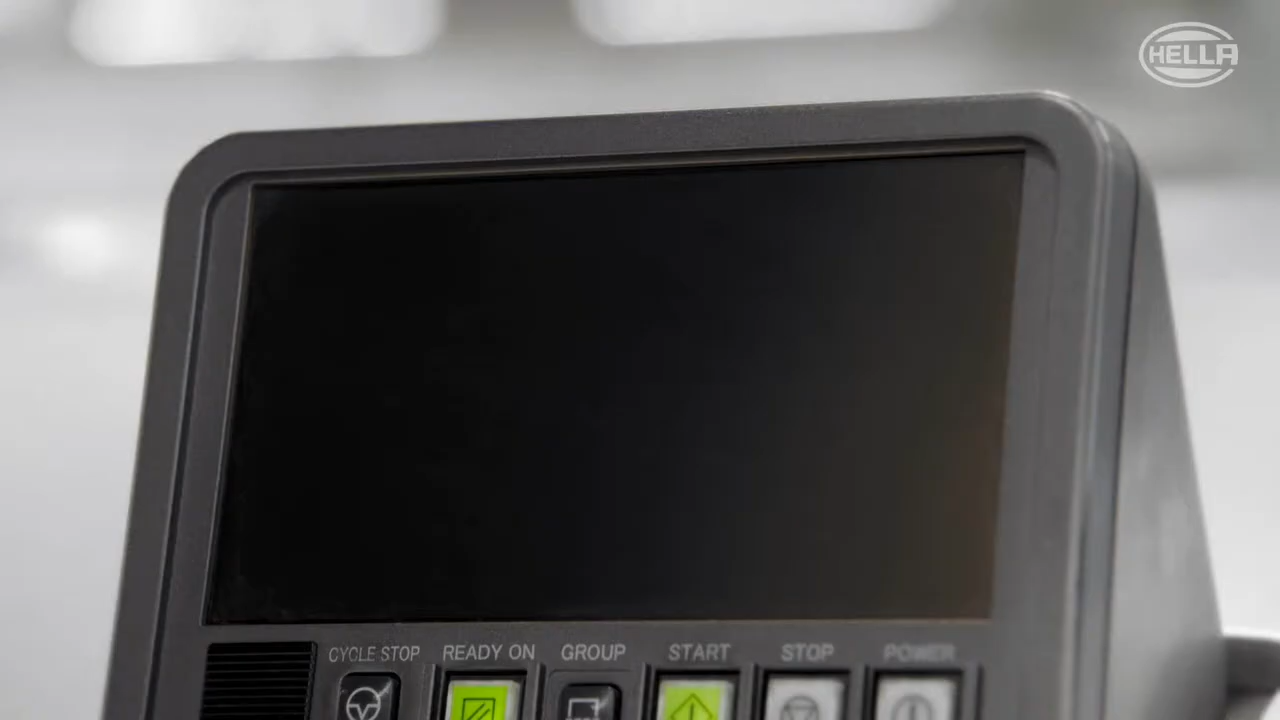 HELLA
CYCLE STOP
READY ON
GROUP
START
STOP
POWER